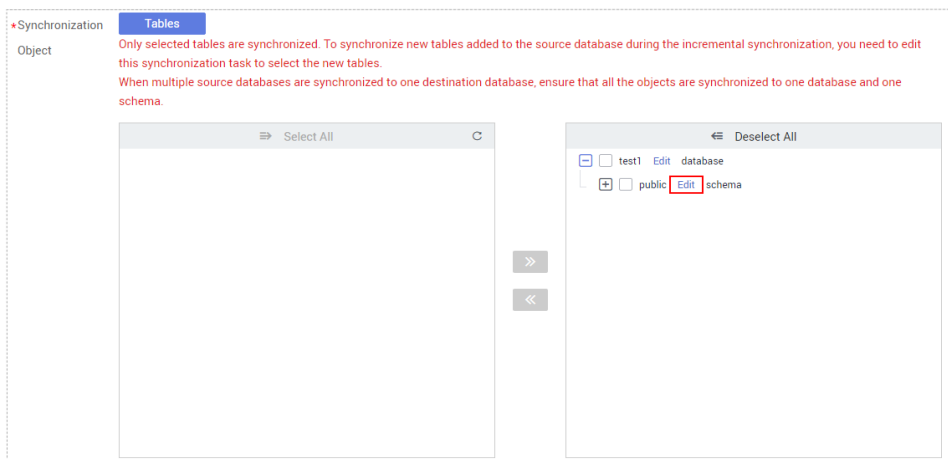 *Synchronization Object
Tables
Only selected tables are synchronized. To synchronize new tables added to the source database during the incremental synchronization, you need to edit
this synchronization task to select the new tables.
When multiple source databases are synchronized to one destination database, ensure that all the objects are synchronized to one database and one
schema.
Select All
Deselect All
test1 Edit database
public Edit schema